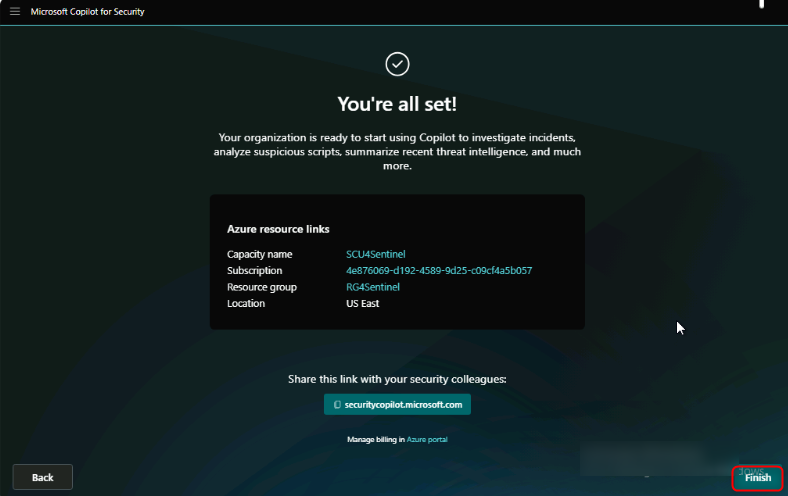 Microsoft Copilot for Security
You're all set!
Your organization is ready to start using Copilot to investigate incidents,
analyze suspicious scripts, summarize recent threat intelligence, and much
more.
Azure resource links
Capacity name SCU4Sentinel
Subscription 4e876069-d192-4589-9d25-c09cf4a5b057
Resource group RG4Sentinel
Location US East
Share this link with your security colleagues:
securitycopilot.microsoft.com
Manage billing in Azure portal
Back
Finish